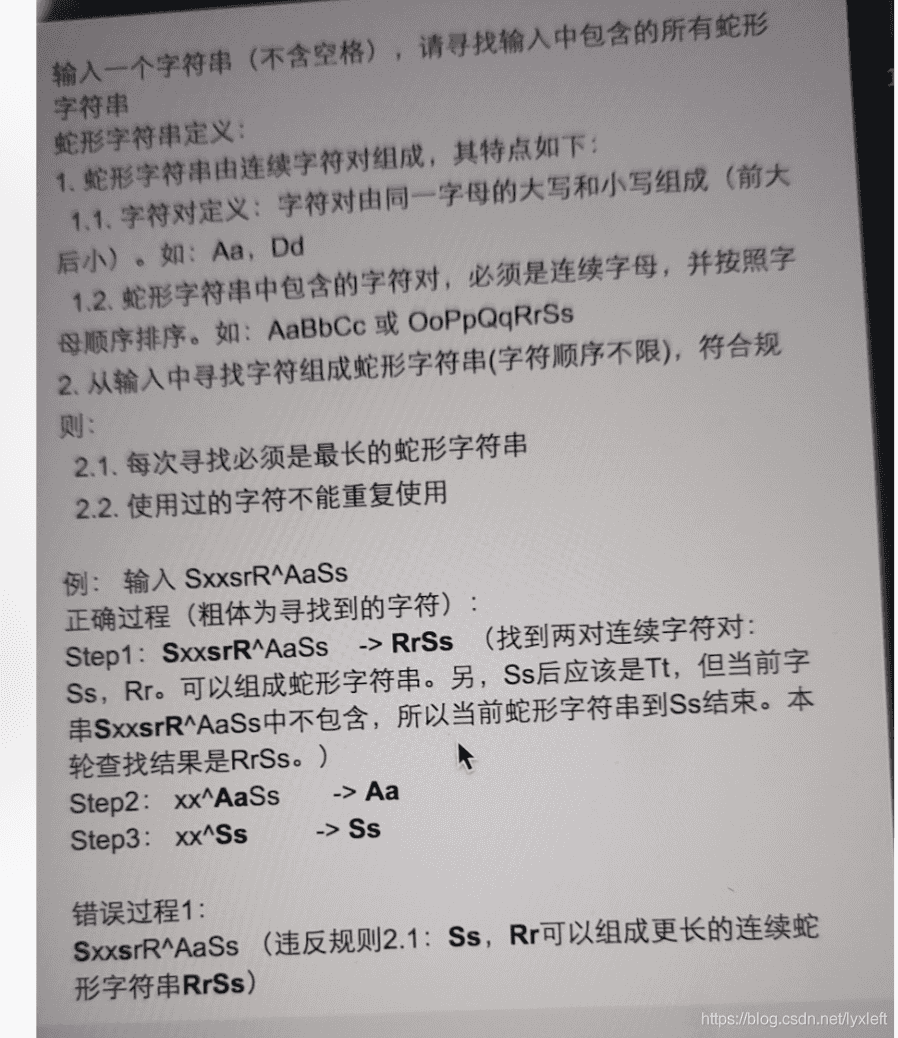 输入一个字符串（不含空格），请寻找输入中包含的所有蛇形
字符串
蛇形字符串定义：
1. 蛇形字符串由连续字符对组成，其特点如下：
1.1. 字符对定义：字符对由同一字母的大写和小写组成（前大
后小）。如：Aa，Dd
1.2. 蛇形字符串中包含的字符对，必须是连续字母，并按照字
母顺序排序。如：AaBbCc 或 OoPpQqRrSs
2. 从输入中寻找字符组成蛇形字符串(字符顺序不限)，符合规
则：
2.1. 每次寻找必须是最长的蛇形字符串
2.2. 使用过的字符不能重复使用
例： 输入 SxxsrR^AaSs
正确过程（粗体为寻找到的字符）：
Step1：SxxsrR^AaSs -> RrSs （找到两对连续字符对：
Ss，Rr。可以组成蛇形字符串。另，Ss后应该是Tt，但当前字
串SxxsrR^AaSs中不包含，所以当前蛇形字符串到Ss结束。本
轮查找结果是RrSs。）
Step2： xx^AaSs -> Aa
Step3： xx^Ss -> Ss
错误过程1：
SxxsrR^AaSs （违反规则2.1：Ss，Rr可以组成更长的连续蛇
形字符串RrSs）
https://blog.csdn.net/lyxleft